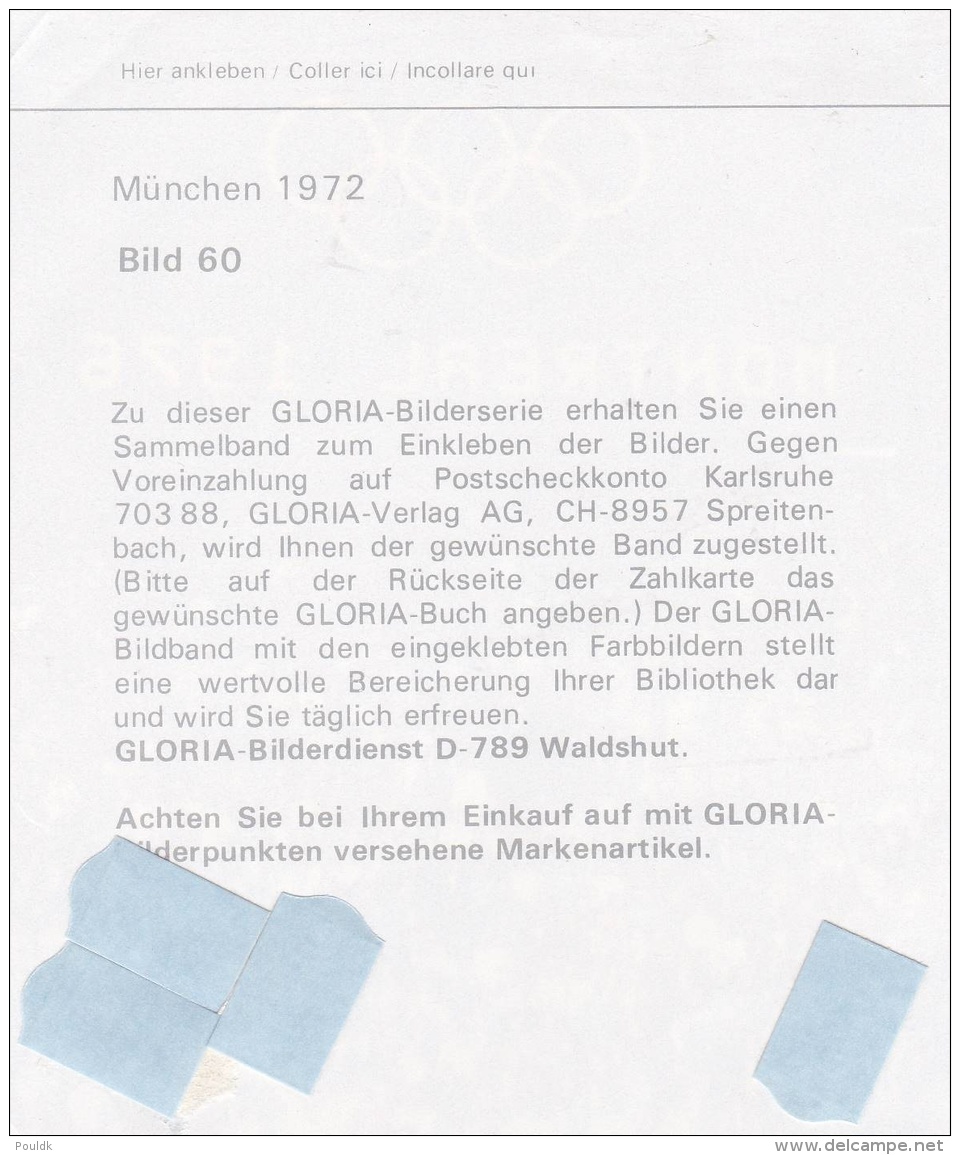 Hier ankleben / Coller ici / Incollare qui
München 1972
Bild 60
Zu dieser GLORIA-Bilderserie erhalten Sie einen
Sammelband zum Einkleben der Bilder. Gegen
Voreinzahlung auf Postscheckkonto Karlsruhe
703 88, GLORIA-Verlag AG, CH-8957 Spreiten-
bach, wird Ihnen der gewünschte Band zugestellt.
(Bitte auf der Rückseite der Zahlkarte das
gewünschte GLORIA-Buch angeben.) Der GLORIA-
Bildband mit den eingeklebten Farbbildern stellt
eine wertvolle Bereicherung Ihrer Bibliothek dar
und wird Sie täglich erfreuen.
GLORIA-Bilderdienst D-789 Waldshut.
Achten Sie bei Ihrem Einkauf auf mit GLORIA-
Bilderpunkten versehene Markenartikel.
Pouldk
www.delcampe.net